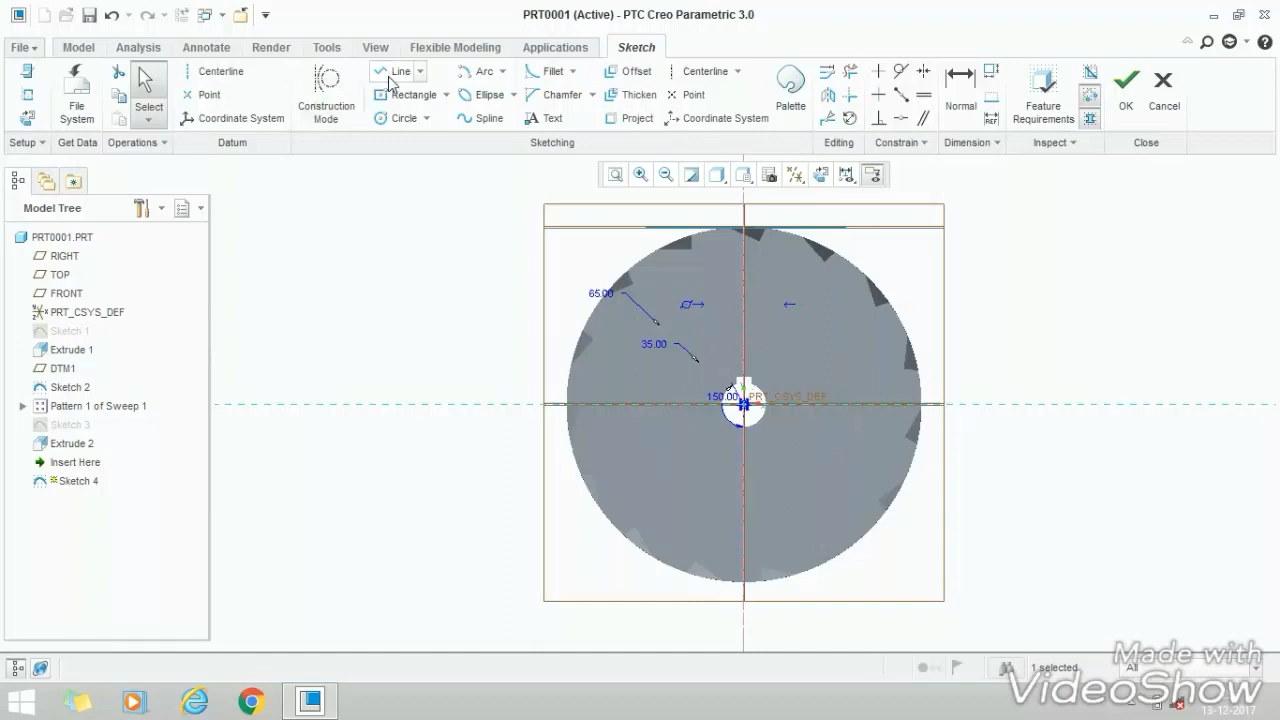 PRT0001 (Active) - PTC Creo Parametric 3.0
File Model Analysis Annotate Render Tools View Flexible Modeling Applications Sketch
Centerline Line Arc Fillet Offset Centerline
Point Rectangle Ellipse Chamfer Thicken Point
Coordinate System Circle Spline Text Project Coordinate System
File System Select Construction Mode Palette Normal Feature Requirements OK Cancel
Setup Get Data Operations Datum Sketching Editing Constrain Dimension Inspect Close
Model Tree
PRT0001.PRT
RIGHT
TOP
FRONT
PRT_CSYS_DEF
Sketch 1
Extrude 1
DTM1
Sketch 2
Pattern 1 of Sweep 1
Sketch 3
Extrude 2
Insert Here
Sketch 4
65.00
35.00
150.00
PRT_CSYS_DEF
1 selected
All
Made with
VideoShow
13-12-2017